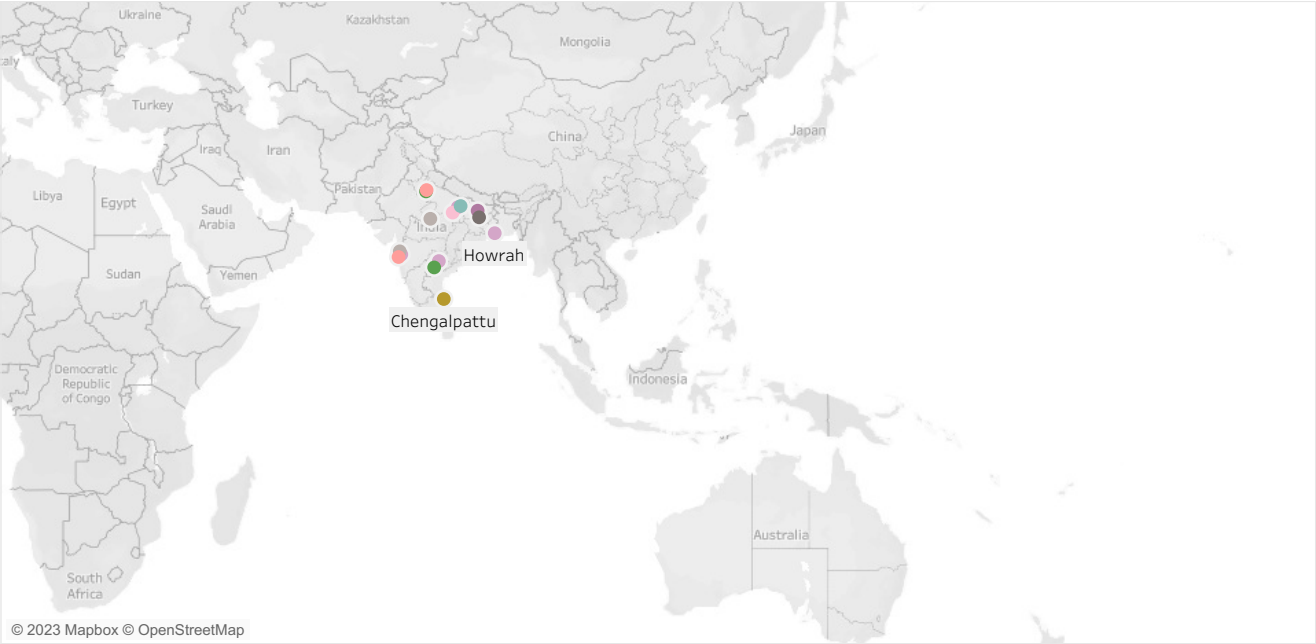 Ukraine
Kazakhstan
Mongolia
aly
Turkey
China
Japan
Iraq
Iran
Pakistan
Libya
Egypt
Saudi
Arabia
India
Howrah
Sudan
Yemen
Chengalpattu
Democratic
Republic
of Congo
Indonesia
Australia
South
Africa
© 2023 Mapbox © OpenStreetMap